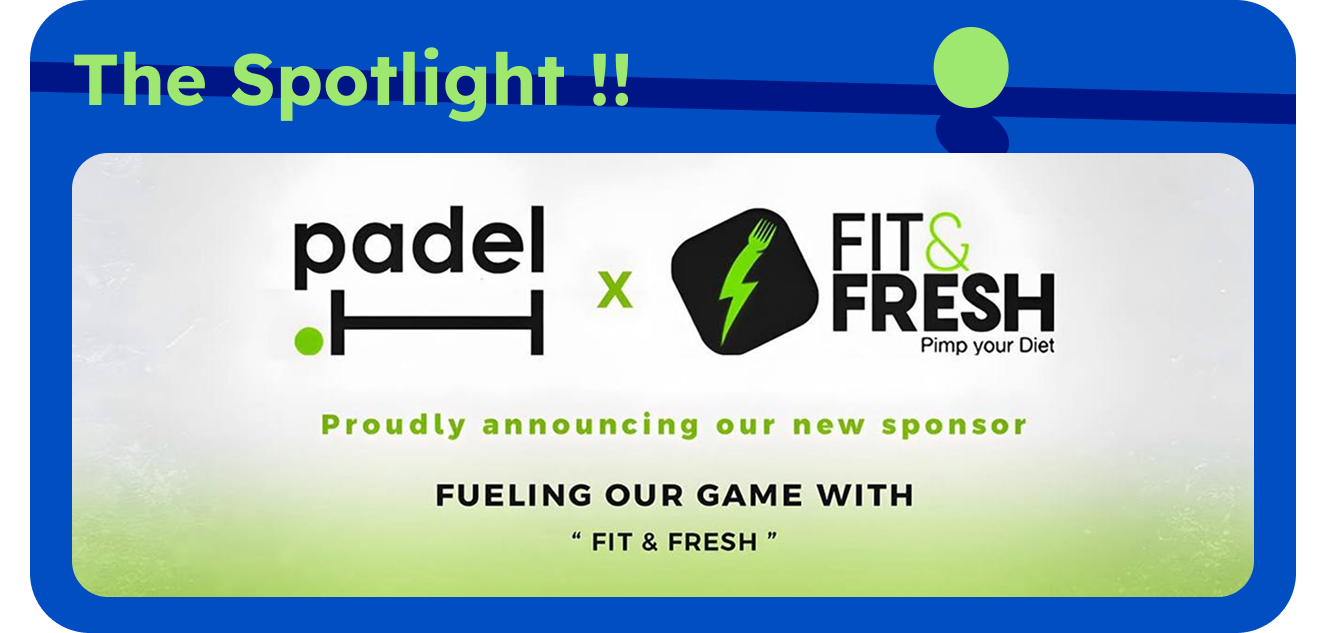 The Spotlight !!
padel
x
FIT&
FRESH
Pimp your Diet
Proudly announcing our new sponsor
FUELING OUR GAME WITH
“ FIT & FRESH ”